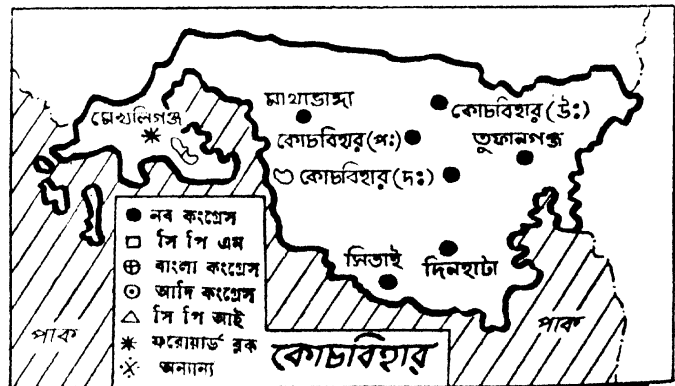 মাথাভাঙ্গা
মেখলিগঞ্জ
কোচবিহার (উঃ)
কোচবিহার (পঃ)
তুফানগঞ্জ
কোচবিহার (দঃ)
নব কংগ্রেস
সি পি এম
বাংলা কংগ্রেস
আদি কংগ্রেস
সি পি আই
ফরোয়ার্ড ব্লক
অন্যান্য
সিতাই
দিনহাটা
পাক
কোচবিহার
পাক